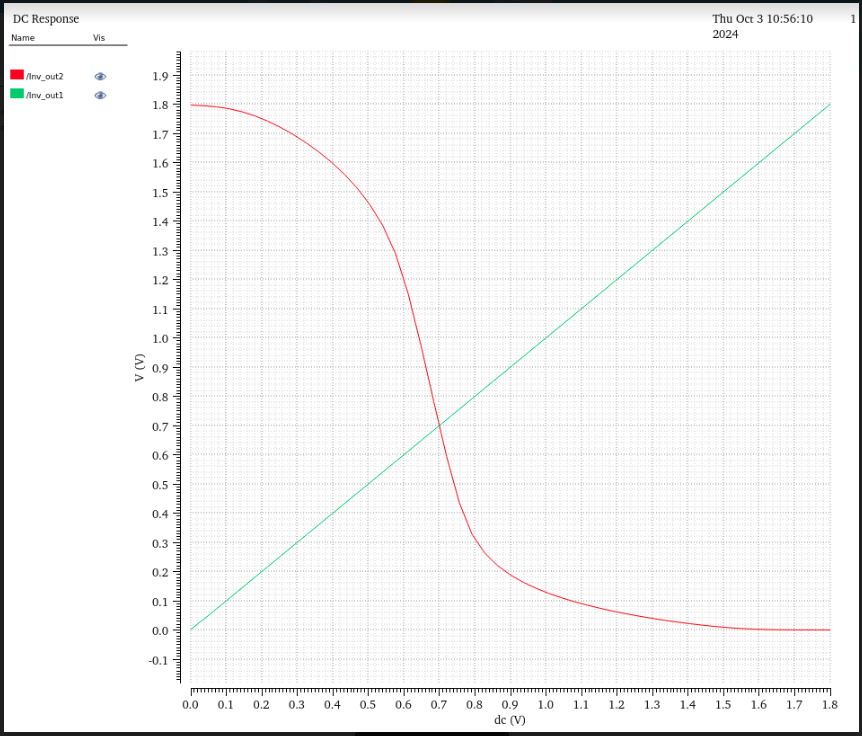 DC Response
Thu Oct 3 10:56:10
2024
1
Name Vis
/Inv_out2
/Inv_out1
1.9
1.8
1.7
1.6
1.5
1.4
1.3
1.2
1.1
1.0
0.9
0.8
0.7
0.6
0.5
0.4
0.3
0.2
0.1
0.0
-0.1
V (V)
0.0 0.1 0.2 0.3 0.4 0.5 0.6 0.7 0.8 0.9 1.0 1.1 1.2 1.3 1.4 1.5 1.6 1.7 1.8
dc (V)